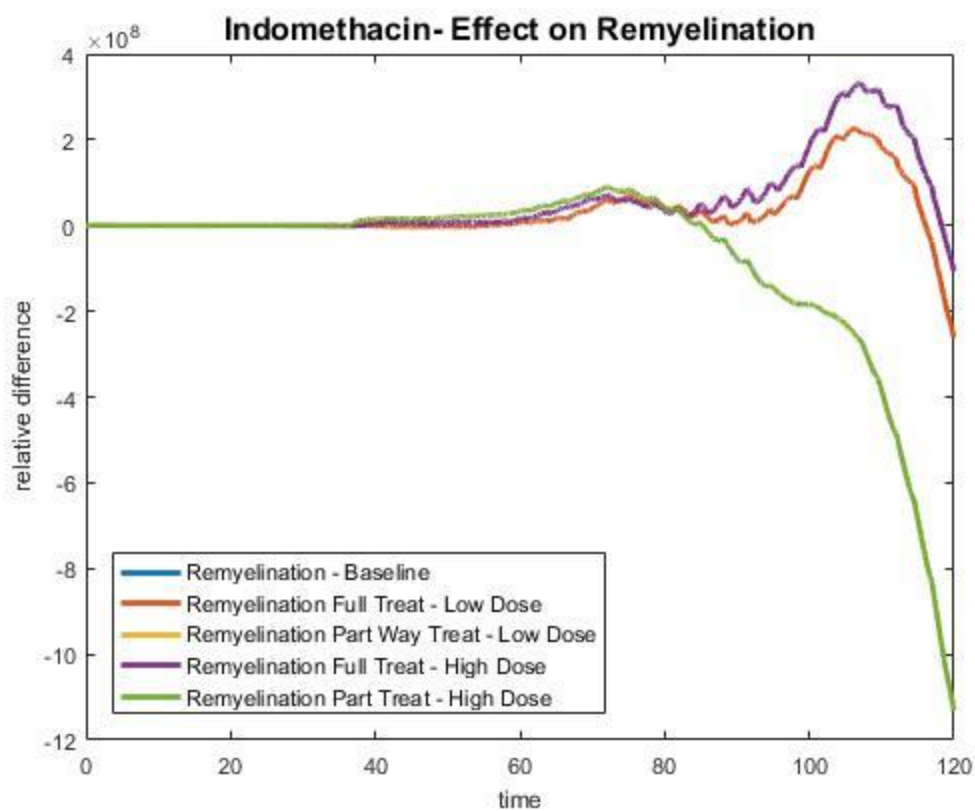 Indomethacin- Effect on Remyelination
×10⁸
4
2
0
-2
-4
-6
-8
-10
-12
relative difference
Remyelination - Baseline
Remyelination Full Treat - Low Dose
Remyelination Part Way Treat - Low Dose
Remyelination Full Treat - High Dose
Remyelination Part Treat - High Dose
0 20 40 60 80 100 120
time